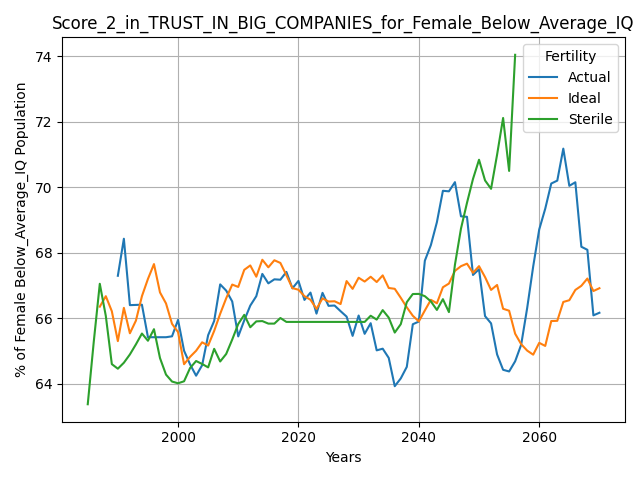 Score_2_in_TRUST_IN_BIG_COMPANIES_for_Female_Below_Average_IQ
% of Female Below_Average_IQ Population
74
72
70
68
66
64
Fertility
Actual
Ideal
Sterile
2000 2020 2040 2060
Years